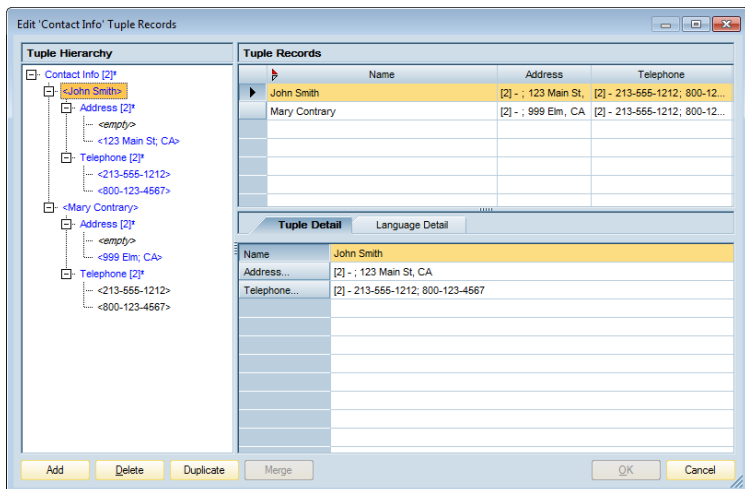 Edit 'Contact Info' Tuple Records
Tuple Hierarchy
Contact Info [2]*
<John Smith>
Address [2]*
<empty>
<123 Main St; CA>
Telephone [2]*
<213-555-1212>
<800-123-4567>
<Mary Contrary>
Address [2]*
<empty>
<999 Elm; CA>
Telephone [2]*
<213-555-1212>
<800-123-4567>
Tuple Records
Name Address Telephone
John Smith [2] - ; 123 Main St, [2] - 213-555-1212; 800-12...
Mary Contrary [2] - ; 999 Elm, CA [2] - 213-555-1212; 800-12...
Tuple Detail Language Detail
Name John Smith
Address... [2] - ; 123 Main St, CA
Telephone... [2] - 213-555-1212; 800-123-4567
Add Delete Duplicate Merge OK Cancel